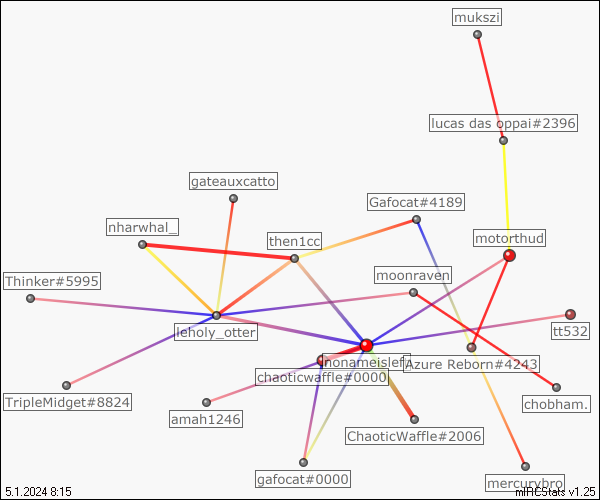 mukszi
lucas das oppai#2396
gateauxcatto
Gafocat#4189
nharwhal_
then1cc
motorthud
moonraven
Thinker#5995
leholy_otter
tt532
nonameisleft
Azure Reborn#4243
chaoticwaffle#0000
TripleMidget#8824
amah1246
chobham.
ChaoticWaffle#2006
gafocat#0000
mercurybro
5.1.2024 8:15
mIRCStats v1.25